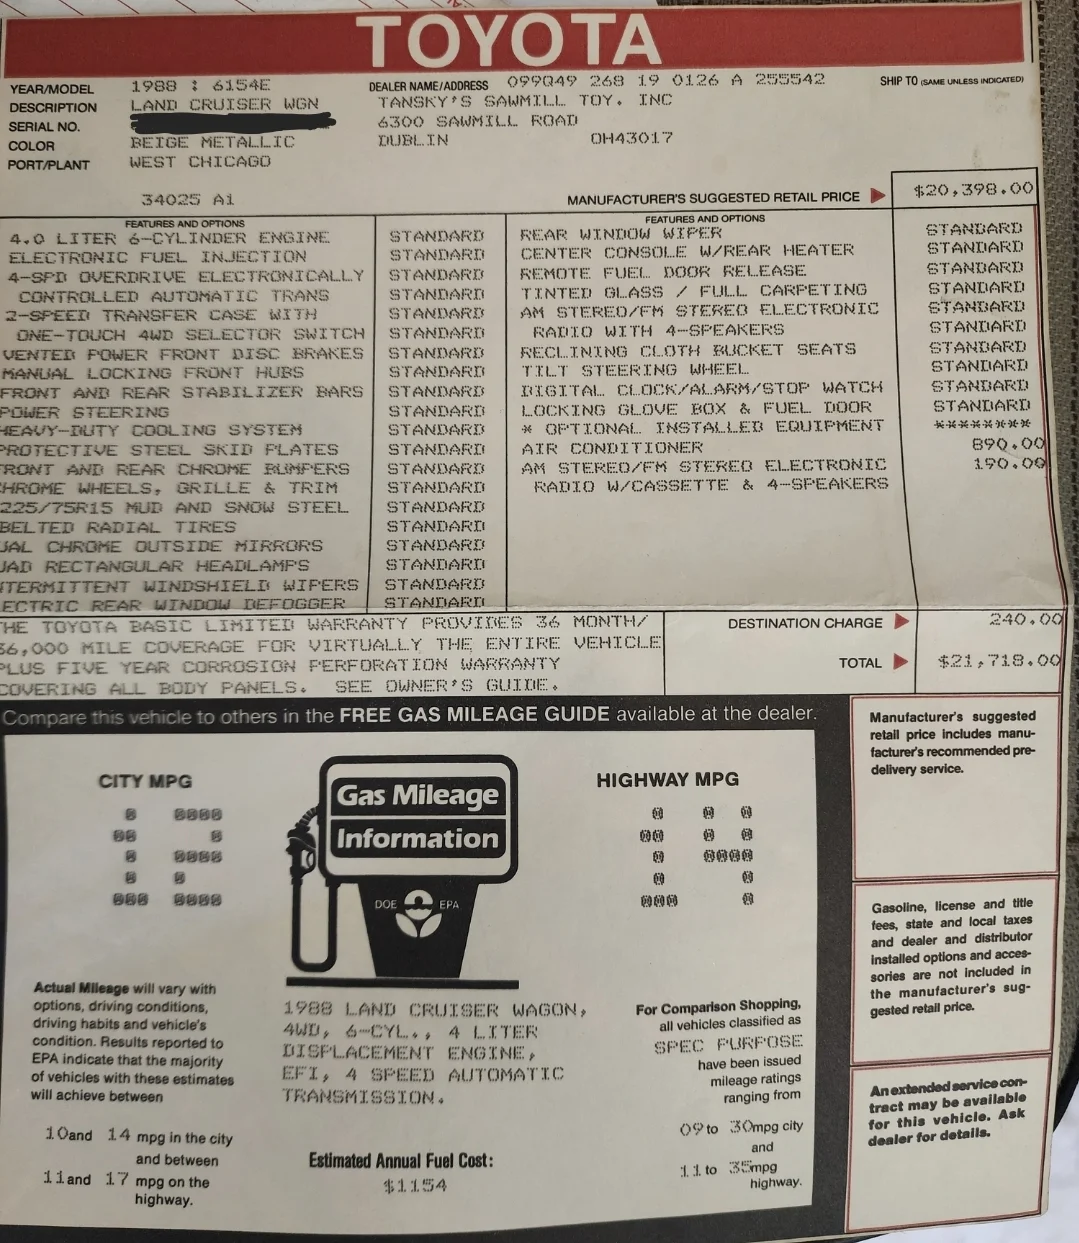 TOYOTA
YEAR/MODEL 1988 : 6154E
DESCRIPTION LAND CRUISER WGN
SERIAL NO.
COLOR BEIGE METALLIC
PORT/PLANT WEST CHICAGO
34025 A1
DEALER NAME/ADDRESS 099Q49 268 19 0126 A 255542
TANSKY'S SAWMILL TOY. INC
6300 SAWMILL ROAD
DUBLIN OH43017
SHIP TO (SAME UNLESS INDICATED)
MANUFACTURER'S SUGGESTED RETAIL PRICE $20,398.00
FEATURES AND OPTIONS
4.0 LITER 6-CYLINDER ENGINE STANDARD
ELECTRONIC FUEL INJECTION STANDARD
4-SPD OVERDRIVE ELECTRONICALLY STANDARD
CONTROLLED AUTOMATIC TRANS STANDARD
2-SPEED TRANSFER CASE WITH STANDARD
ONE-TOUCH 4WD SELECTOR SWITCH STANDARD
VENTED POWER FRONT DISC BRAKES STANDARD
MANUAL LOCKING FRONT HUBS STANDARD
FRONT AND REAR STABILIZER BARS STANDARD
POWER STEERING STANDARD
HEAVY-DUTY COOLING SYSTEM STANDARD
PROTECTIVE STEEL SKID PLATES STANDARD
FRONT AND REAR CHROME BUMPERS STANDARD
HROME WHEELS, GRILLE & TRIM STANDARD
225/75R15 MUD AND SNOW STEEL STANDARD
BELTED RADIAL TIRES STANDARD
UAL CHROME OUTSIDE MIRRORS STANDARD
UAD RECTANGULAR HEADLAMPS STANDARD
NTERMITTENT WINDSHIELD WIPERS STANDARD
ECTRIC REAR WINDOW DEFOGGER STANDARD
FEATURES AND OPTIONS
REAR WINDOW WIPER STANDARD
CENTER CONSOLE W/REAR HEATER STANDARD
REMOTE FUEL DOOR RELEASE STANDARD
TINTED GLASS / FULL CARPETING STANDARD
AM STEREO/FM STEREO ELECTRONIC STANDARD
RADIO WITH 4-SPEAKERS STANDARD
RECLINING CLOTH BUCKET SEATS STANDARD
TILT STEERING WHEEL STANDARD
DIGITAL CLOCK/ALARM/STOP WATCH STANDARD
LOCKING GLOVE BOX & FUEL DOOR STANDARD
* OPTIONAL INSTALLED EQUIPMENT ********
AIR CONDITIONER 890.00
AM STEREO/FM STEREO ELECTRONIC 190.00
RADIO W/CASSETTE & 4-SPEAKERS
THE TOYOTA BASIC LIMITED WARRANTY PROVIDES 36 MONTH/
36,000 MILE COVERAGE FOR VIRTUALLY THE ENTIRE VEHICLE
PLUS FIVE YEAR CORROSION PERFORATION WARRANTY
COVERING ALL BODY PANELS. SEE OWNER'S GUIDE.
DESTINATION CHARGE 240.00
TOTAL $21,718.00
Compare this vehicle to others in the FREE GAS MILEAGE GUIDE available at the dealer.
CITY MPG
12
Gas Mileage
Information
DOE EPA
HIGHWAY MPG
14
Actual Mileage will vary with
options, driving conditions,
driving habits and vehicle's
condition. Results reported to
EPA indicate that the majority
of vehicles with these estimates
will achieve between
10and 14 mpg in the city
and between
11and 17 mpg on the
highway.
1988 LAND CRUISER WAGON,
4WD, 6-CYL., 4 LITER
DISPLACEMENT ENGINE,
EFI, 4 SPEED AUTOMATIC
TRANSMISSION.
Estimated Annual Fuel Cost:
$1154
For Comparison Shopping,
all vehicles classified as
SPEC PURPOSE
have been issued
mileage ratings
ranging from
09 to 30mpg city
and
11 to 35mpg
highway.
Manufacturer's suggested
retail price includes manu-
facturer's recommended pre-
delivery service.
Gasoline, license and title
fees, state and local taxes
and dealer and distributor
installed options and acces-
sories are not included in
the manufacturer's sug-
gested retail price.
An extended service con-
tract may be available
for this vehicle. Ask
dealer for details.